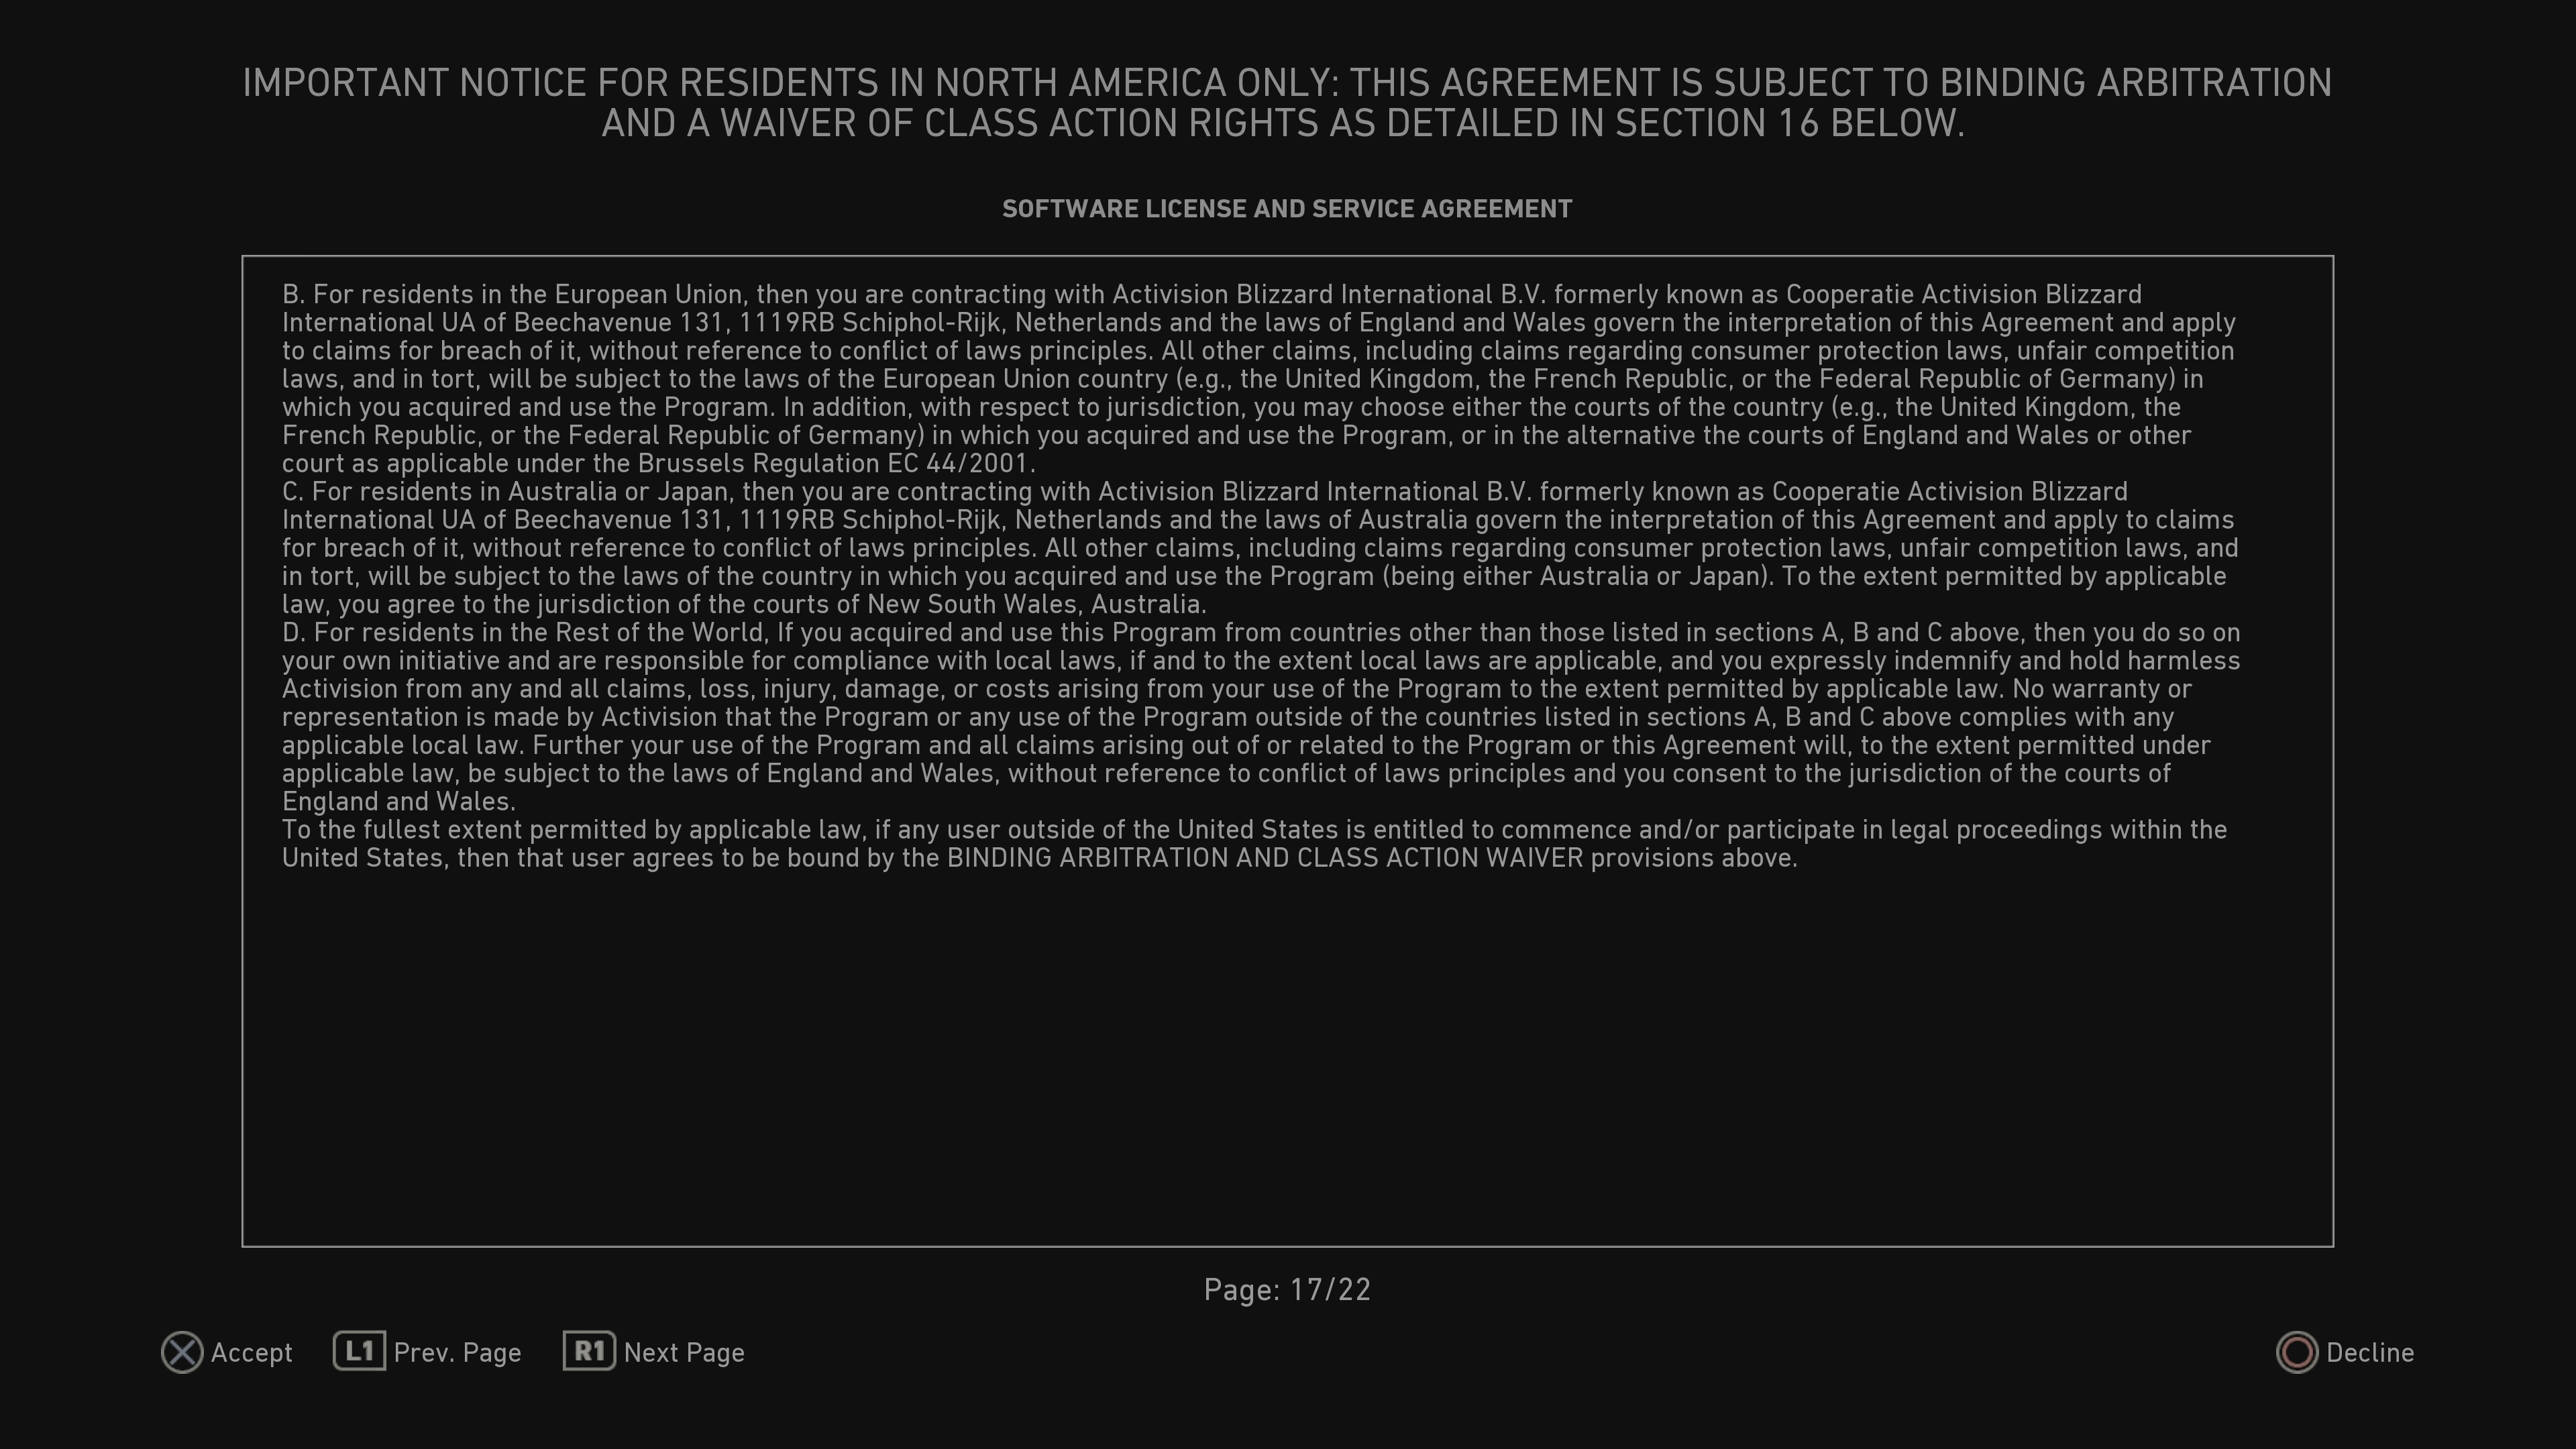 IMPORTANT NOTICE FOR RESIDENTS IN NORTH AMERICA ONLY: THIS AGREEMENT IS SUBJECT TO BINDING ARBITRATION
AND A WAIVER OF CLASS ACTION RIGHTS AS DETAILED IN SECTION 16 BELOW.
SOFTWARE LICENSE AND SERVICE AGREEMENT
B. For residents in the European Union, then you are contracting with Activision Blizzard International B.V. formerly known as Cooperatie Activision Blizzard
International UA of Beechavenue 131, 1119RB Schiphol-Rijk, Netherlands and the laws of England and Wales govern the interpretation of this Agreement and apply
to claims for breach of it, without reference to conflict of laws principles. All other claims, including claims regarding consumer protection laws, unfair competition
laws, and in tort, will be subject to the laws of the European Union country (e.g., the United Kingdom, the French Republic, or the Federal Republic of Germany) in
which you acquired and use the Program. In addition, with respect to jurisdiction, you may choose either the courts of the country (e.g., the United Kingdom, the
French Republic, or the Federal Republic of Germany) in which you acquired and use the Program, or in the alternative the courts of England and Wales or other
court as applicable under the Brussels Regulation EC 44/2001.
C. For residents in Australia or Japan, then you are contracting with Activision Blizzard International B.V. formerly known as Cooperatie Activision Blizzard
International UA of Beechavenue 131, 1119RB Schiphol-Rijk, Netherlands and the laws of Australia govern the interpretation of this Agreement and apply to claims
for breach of it, without reference to conflict of laws principles. All other claims, including claims regarding consumer protection laws, unfair competition laws, and
in tort, will be subject to the laws of the country in which you acquired and use the Program (being either Australia or Japan). To the extent permitted by applicable
law, you agree to the jurisdiction of the courts of New South Wales, Australia.
D. For residents in the Rest of the World, If you acquired and use this Program from countries other than those listed in sections A, B and C above, then you do so on
your own initiative and are responsible for compliance with local laws, if and to the extent local laws are applicable, and you expressly indemnify and hold harmless
Activision from any and all claims, loss, injury, damage, or costs arising from your use of the Program to the extent permitted by applicable law. No warranty or
representation is made by Activision that the Program or any use of the Program outside of the countries listed in sections A, B and C above complies with any
applicable local law. Further your use of the Program and all claims arising out of or related to the Program or this Agreement will, to the extent permitted under
applicable law, be subject to the laws of England and Wales, without reference to conflict of laws principles and you consent to the jurisdiction of the courts of
England and Wales.
To the fullest extent permitted by applicable law, if any user outside of the United States is entitled to commence and/or participate in legal proceedings within the
United States, then that user agrees to be bound by the BINDING ARBITRATION AND CLASS ACTION WAIVER provisions above.
Page: 17/22
Accept L1 Prev. Page R1 Next Page Decline